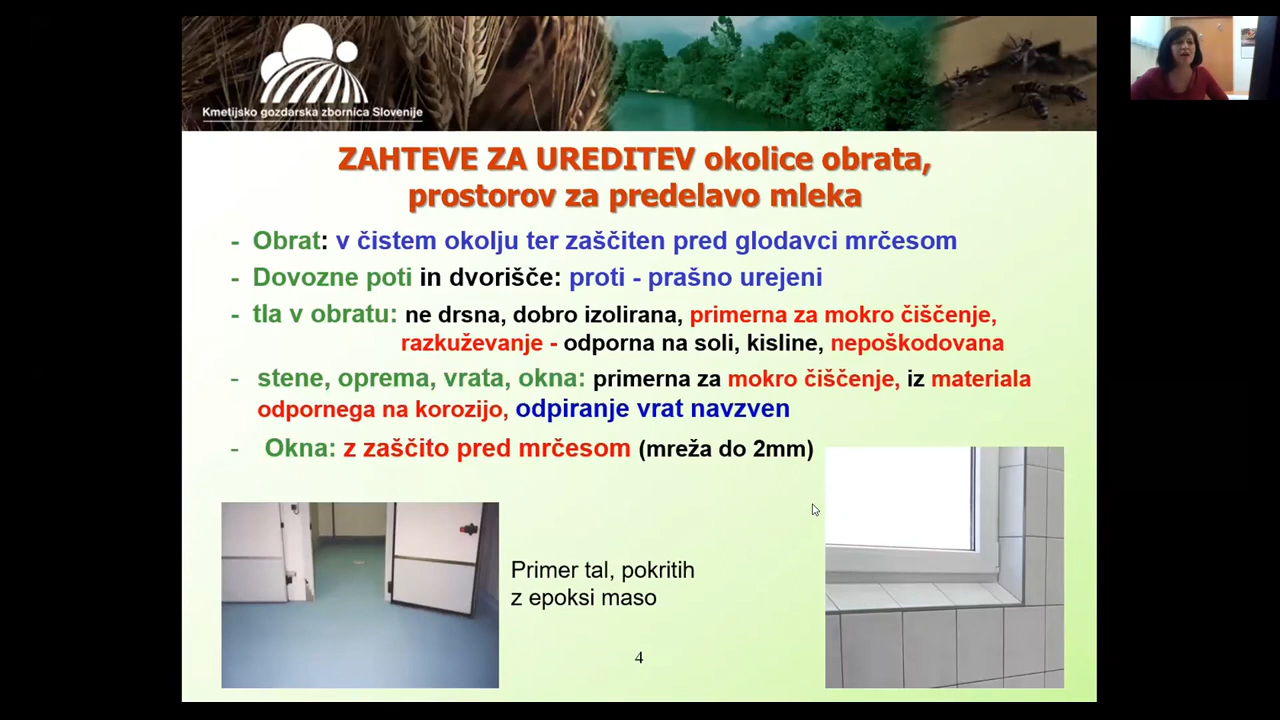 Kmetijsko gozdarska zbornica Slovenije
ZAHTEVE ZA UREDITEV okolice obrata,
prostorov za predelavo mleka
- Obrat: v čistem okolju ter zaščiten pred glodavci mrčesom
- Dovozne poti in dvorišče: proti - prašno urejeni
- tla v obratu: ne drsna, dobro izolirana, primerna za mokro čiščenje,
razkuževanje - odporna na soli, kisline, nepoškodovana
- stene, oprema, vrata, okna: primerna za mokro čiščenje, iz materiala
odpornega na korozijo, odpiranje vrat navzven
- Okna: z zaščito pred mrčesom (mreža do 2mm)
Primer tal, pokritih
z epoksi maso
4